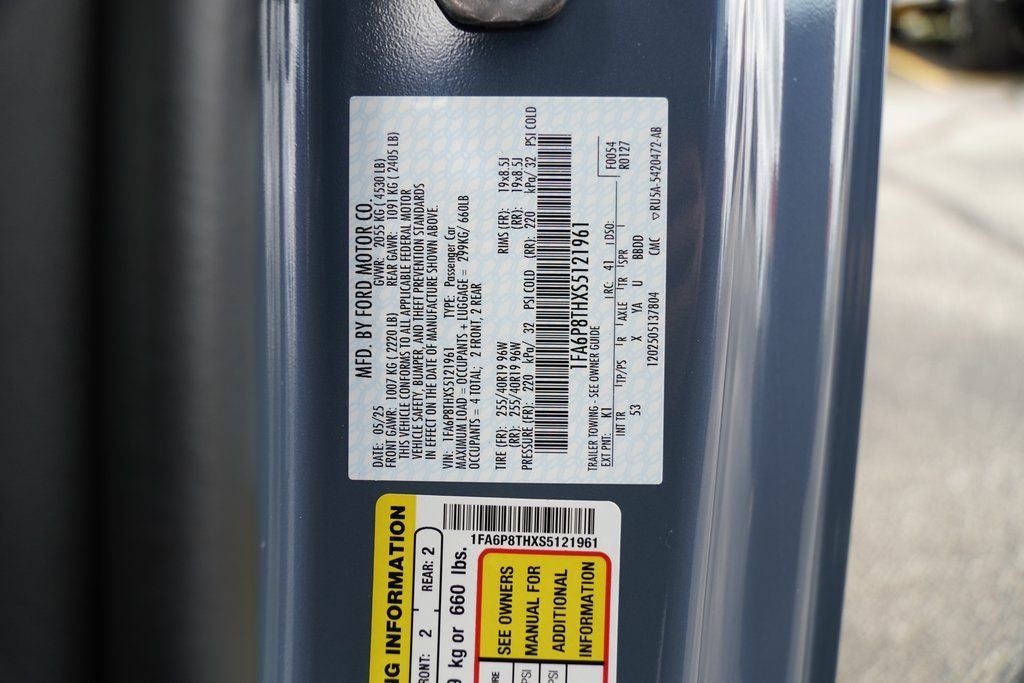 MFD. BY FORD MOTOR CO.
DATE: 05/25 GVWR: 2055 KG ( 4530 LB)
FRONT GAWR: 1007 KG ( 2220 LB) REAR GAWR: 1091 KG ( 2405 LB)
THIS VEHICLE CONFORMS TO ALL APPLICABLE FEDERAL MOTOR
VEHICLE SAFETY, BUMPER, AND THEFT PREVENTION STANDARDS
IN EFFECT ON THE DATE OF MANUFACTURE SHOWN ABOVE.
VIN: 1FA6P8THXS5121961 TYPE: Passenger Car
MAXIMUM LOAD = OCCUPANTS + LUGGAGE = 299KG/ 660LB
OCCUPANTS = 4 TOTAL; 2 FRONT, 2 REAR
TIRE (FR): 255/40R19 96W RIMS (FR): 19x8.5J
(RR): 255/40R19 96W (RR): 19x8.5J
PRESSURE (FR): 220 kPa/ 32 PSI COLD (RR): 220 kPa/ 32 PSI COLD
1FA6P8THXS5121961
TRAILER TOWING - SEE OWNER GUIDE F0054
EXT PNT: K1 RC: 41 DSO: R0127
INT TR TP/PS R AXLE TR SPR
53 X YA U BBDD
1202505137804 CMC ▽RU5A-5420472-AB
NG INFORMATION
FRONT: 2 REAR: 2
9 kg or 660 lbs.
1FA6P8THXS5121961
SEE OWNERS
MANUAL FOR
ADDITIONAL
INFORMATION
PSI
PSI